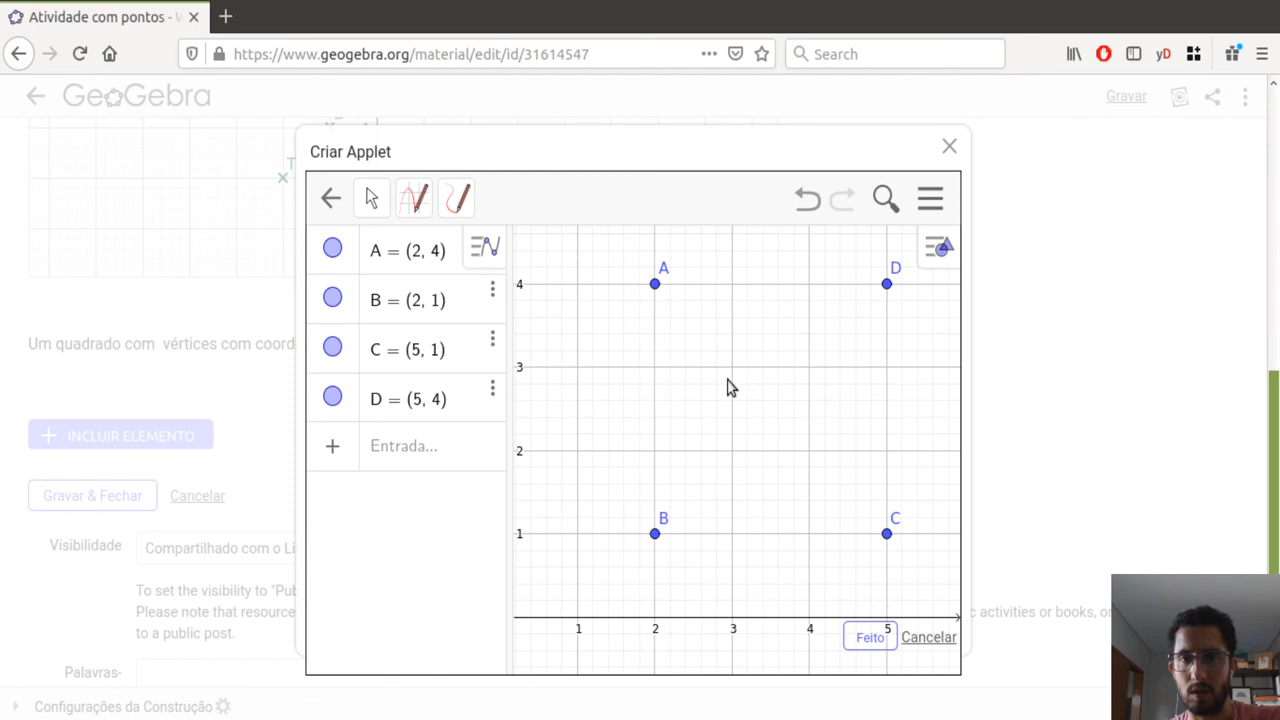 Atividade com pontos -
https://www.geogebra.org/material/edit/id/31614547
Search
yD
GeoGebra
Gravar
T
Criar Applet
A = (2, 4)
B = (2, 1)
C = (5, 1)
D = (5, 4)
Entrada...
A
D
B
C
4
3
2
1
1
2
3
4
5
Feito
Cancelar
Um quadrado com vértices com coord
INCLUIR ELEMENTO
Gravar & Fechar
Cancelar
Visibilidade
Compartilhado com o Li
To set the visibility to "Pub
Please note that resource
c activities or books, or
to a public post.
Palavras-
Configurações da Construção